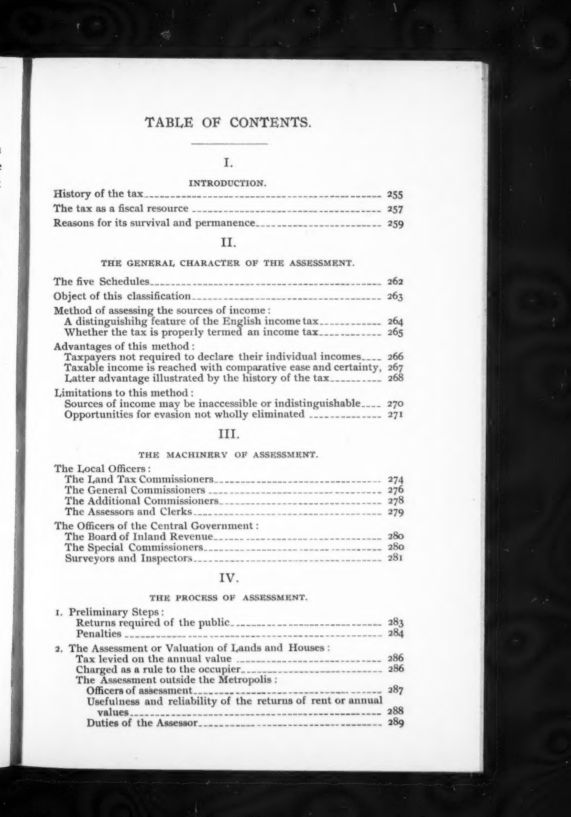 TABLE OF CONTENTS.
I.
INTRODUCTION.
History of the tax 255
The tax as a fiscal resource 257
Reasons for its survival and permanence 259
II.
THE GENERAL CHARACTER OF THE ASSESSMENT.
The five Schedules 262
Object of this classification 263
Method of assessing the sources of income :
A distinguishihg feature of the English income tax 264
Whether the tax is properly termed an income tax 265
Advantages of this method :
Taxpayers not required to declare their individual incomes 266
Taxable income is reached with comparative ease and certainty, 267
Latter advantage illustrated by the history of the tax 268
Limitations to this method :
Sources of income may be inaccessible or indistinguishable 270
Opportunities for evasion not wholly eliminated 271
III.
THE MACHINERY OF ASSESSMENT.
The Local Officers :
The Land Tax Commissioners 274
The General Commissioners 276
The Additional Commissioners 278
The Assessors and Clerks 279
The Officers of the Central Government :
The Board of Inland Revenue 280
The Special Commissioners 280
Surveyors and Inspectors 281
IV.
THE PROCESS OF ASSESSMENT.
1. Preliminary Steps :
Returns required of the public 283
Penalties 284
2. The Assessment or Valuation of Lands and Houses :
Tax levied on the annual value 286
Charged as a rule to the occupier 286
The Assessment outside the Metropolis :
Officers of assessment 287
Usefulness and reliability of the returns of rent or annual
values 288
Duties of the Assessor 289